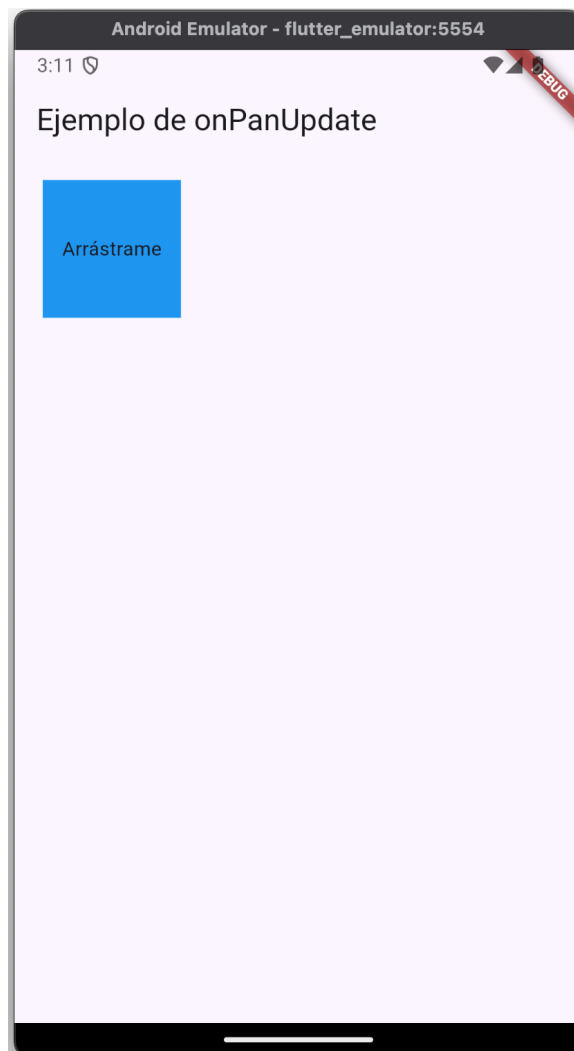 Android Emulator - flutter_emulator:5554
3:11
DEBUG
Ejemplo de onPanUpdate
Arrástrame